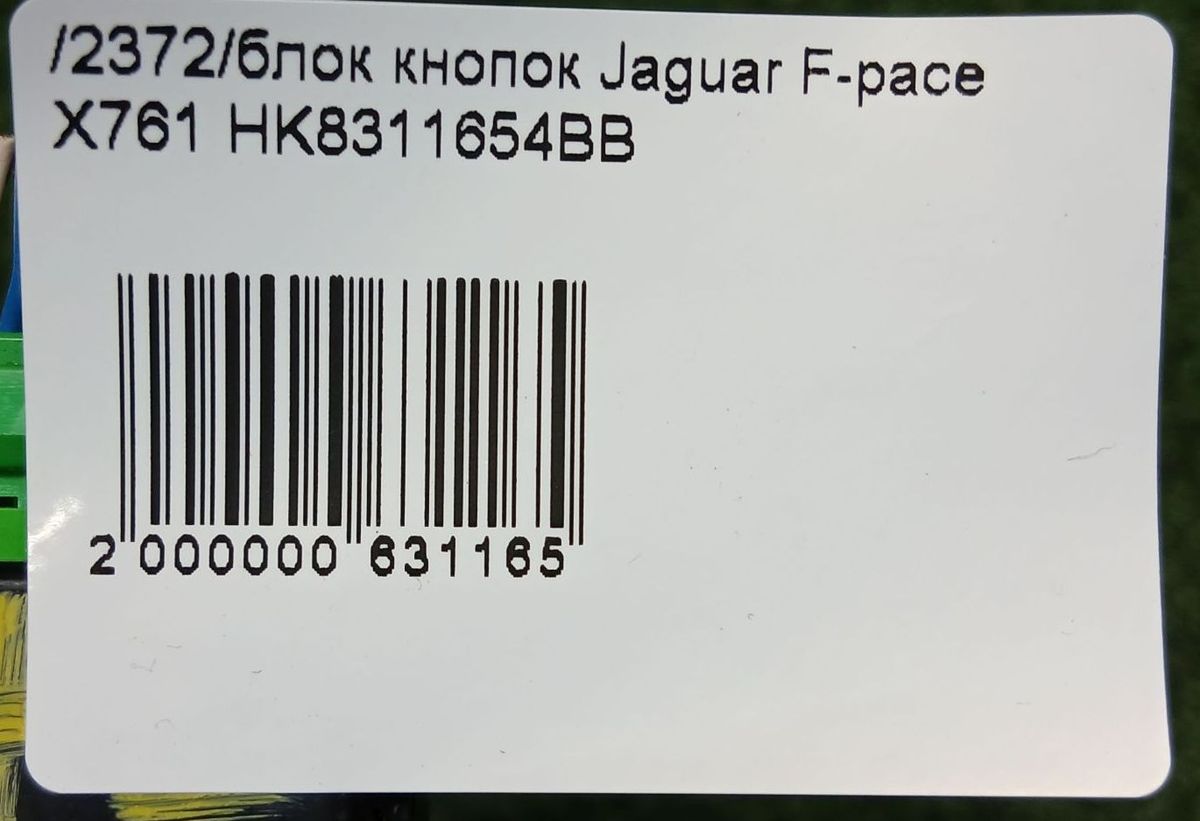 /2372/блок кнопок Jaguar F-pace
X761 HK8311654BB
2 000000 631165